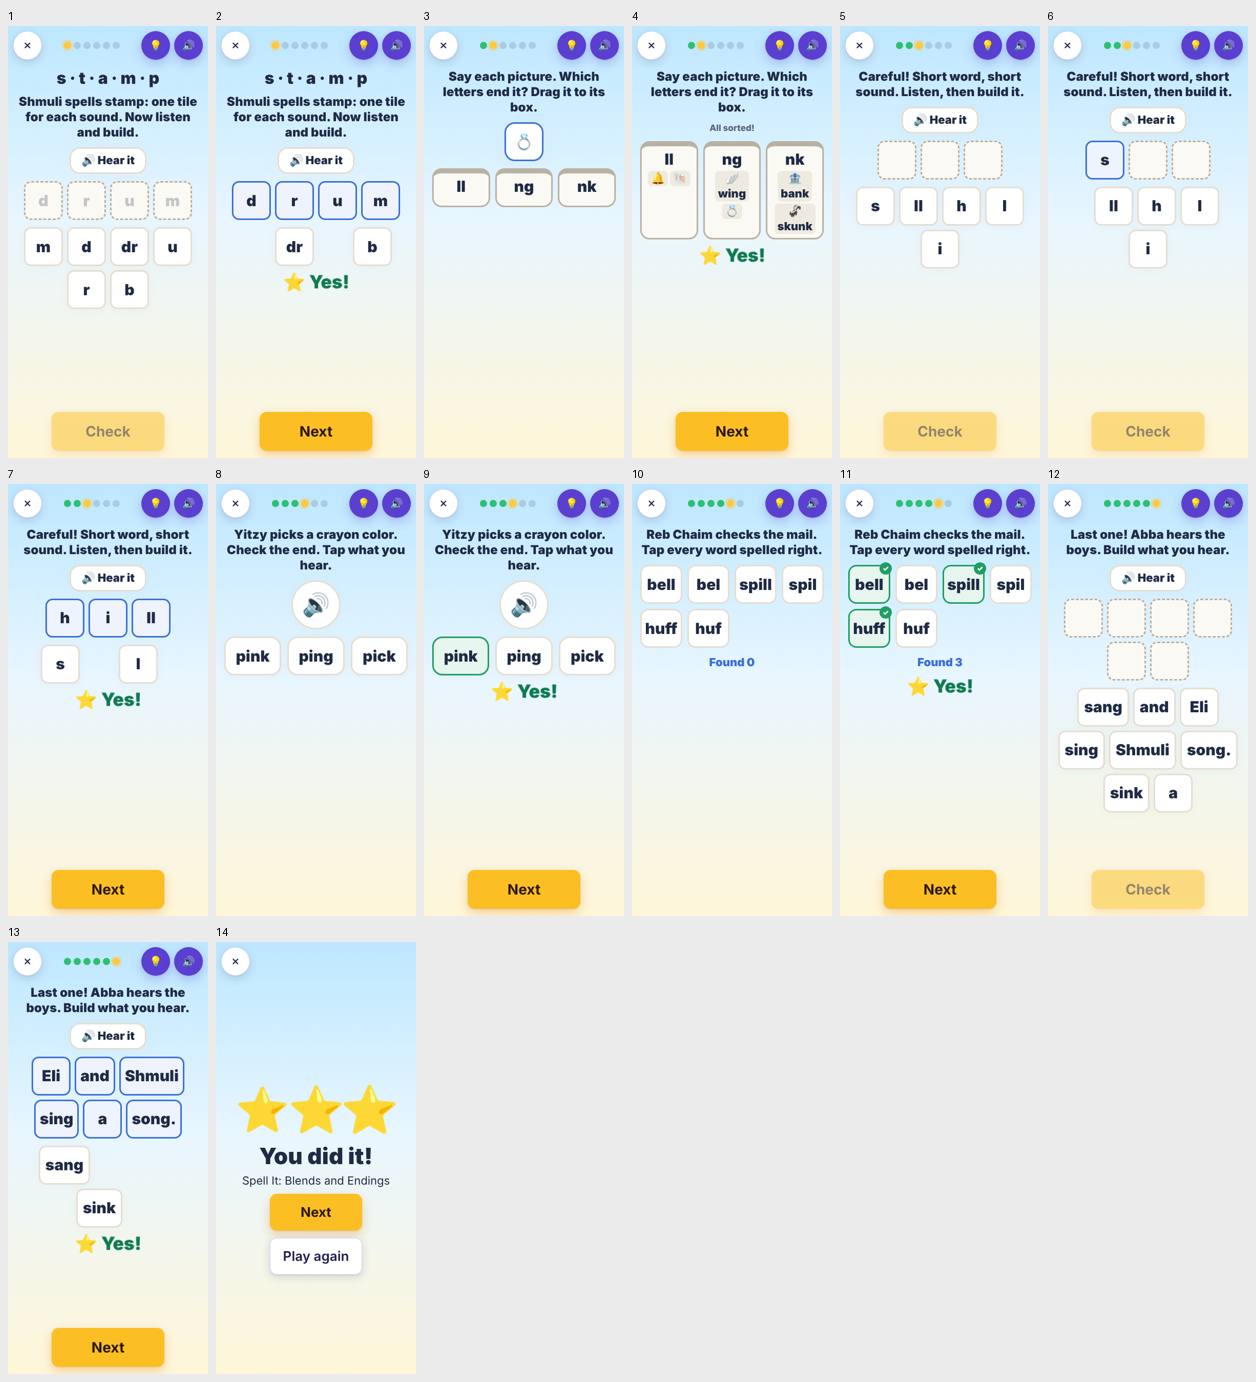 1
s·t·a·m·p
Shmuli spells stamp: one tile
for each sound. Now listen
and build.
Hear it
d r u m
m d dr u
r b
Check
2
s·t·a·m·p
Shmuli spells stamp: one tile
for each sound. Now listen
and build.
Hear it
d r u m
dr b
Yes!
Next
3
Say each picture. Which
letters end it? Drag it to its
box.
ll ng nk
4
Say each picture. Which
letters end it? Drag it to its
box.
All sorted!
ll ng nk
wing bank
skunk
Yes!
Next
5
Careful! Short word, short
sound. Listen, then build it.
Hear it
s ll h l
i
Check
6
Careful! Short word, short
sound. Listen, then build it.
Hear it
s
ll h l
i
Check
7
Careful! Short word, short
sound. Listen, then build it.
Hear it
h i ll
s l
Yes!
Next
8
Yitzy picks a crayon color.
Check the end. Tap what you
hear.
pink ping pick
9
Yitzy picks a crayon color.
Check the end. Tap what you
hear.
pink ping pick
Yes!
Next
10
Reb Chaim checks the mail.
Tap every word spelled right.
bell bel spill spil
huff huf
Found 0
11
Reb Chaim checks the mail.
Tap every word spelled right.
bell bel spill spil
huff huf
Found 3
Yes!
Next
12
Last one! Abba hears the
boys. Build what you hear.
Hear it
sang and Eli
sing Shmuli song.
sink a
Check
13
Last one! Abba hears the
boys. Build what you hear.
Hear it
Eli and Shmuli
sing a song.
sang
sink
Yes!
Next
14
You did it!
Spell It: Blends and Endings
Next
Play again